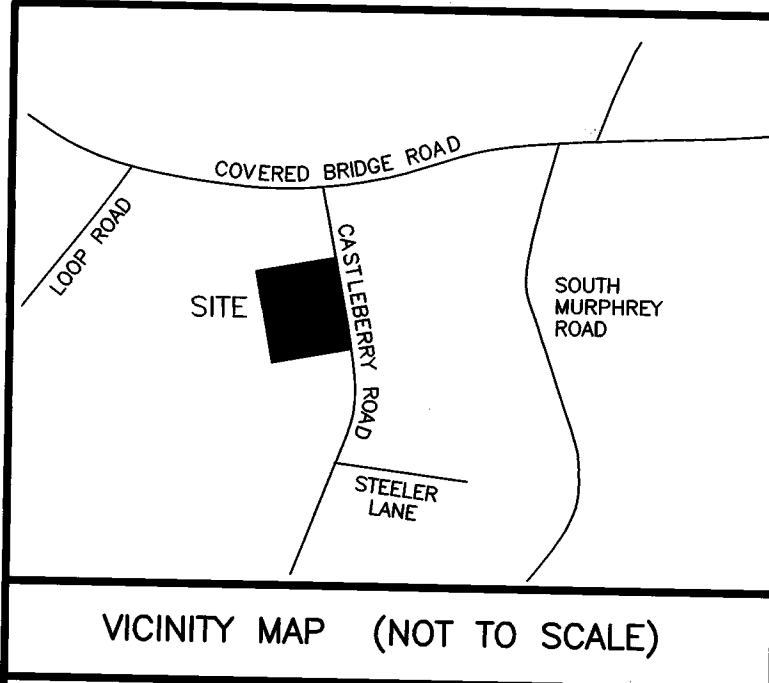 COVERED BRIDGE ROAD
LOOP ROAD
CASTLEBERRY ROAD
SITE
SOUTH
MURPHREY
ROAD
STEELER
LANE
VICINITY MAP (NOT TO SCALE)